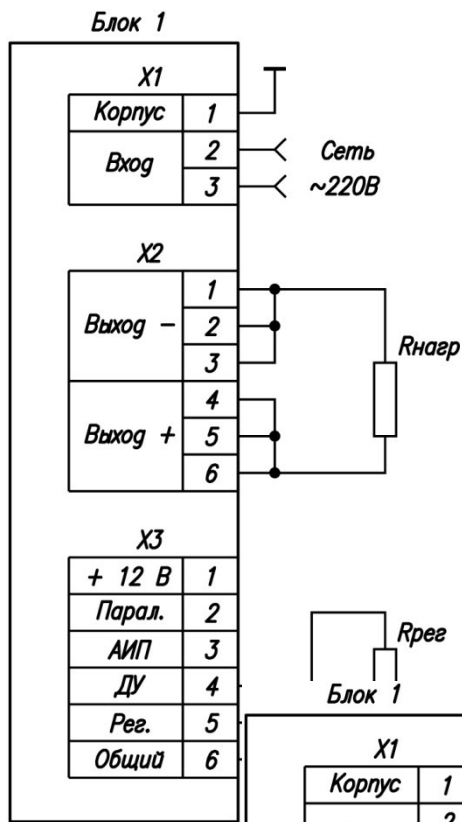 Блок 1
X1
Корпус 1
Вход 2
3
Сеть
~220В
X2
Выход - 1
2
3
Rнагр
Выход + 4
5
6
X3
+ 12 В 1
Парал. 2
АИП 3
ДУ 4
Рег. 5
Общий 6
Rрег
Блок 1
X1
Корпус 1
2